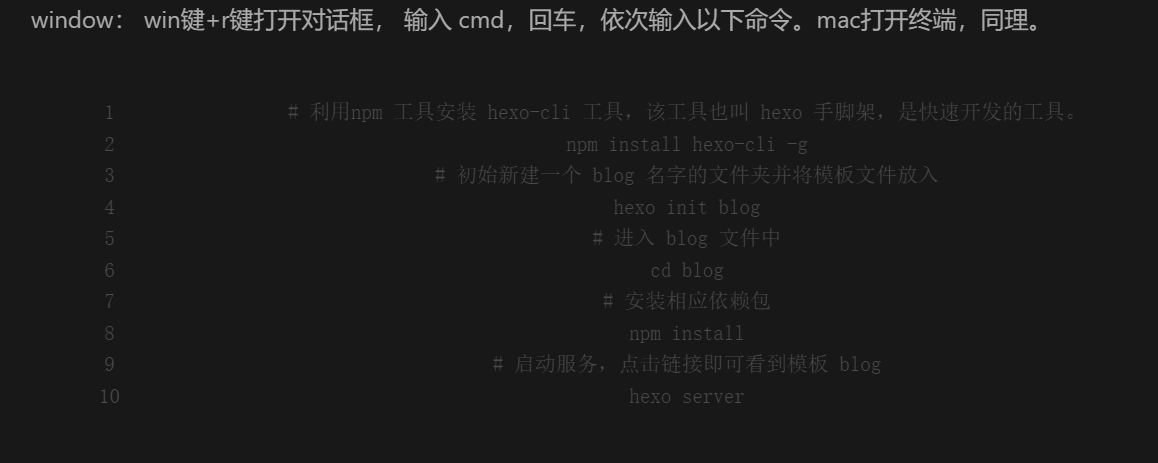 window： win键+r键打开对话框， 输入 cmd，回车，依次输入以下命令。mac打开终端，同理。
1 # 利用npm 工具安装 hexo-cli 工具，该工具也叫 hexo 手脚架，是快速开发的工具。
2 npm install hexo-cli -g
3 # 初始新建一个 blog 名字的文件夹并将模板文件放入
4 hexo init blog
5 # 进入 blog 文件中
6 cd blog
7 # 安装相应依赖包
8 npm install
9 # 启动服务，点击链接即可看到模板 blog
10 hexo server